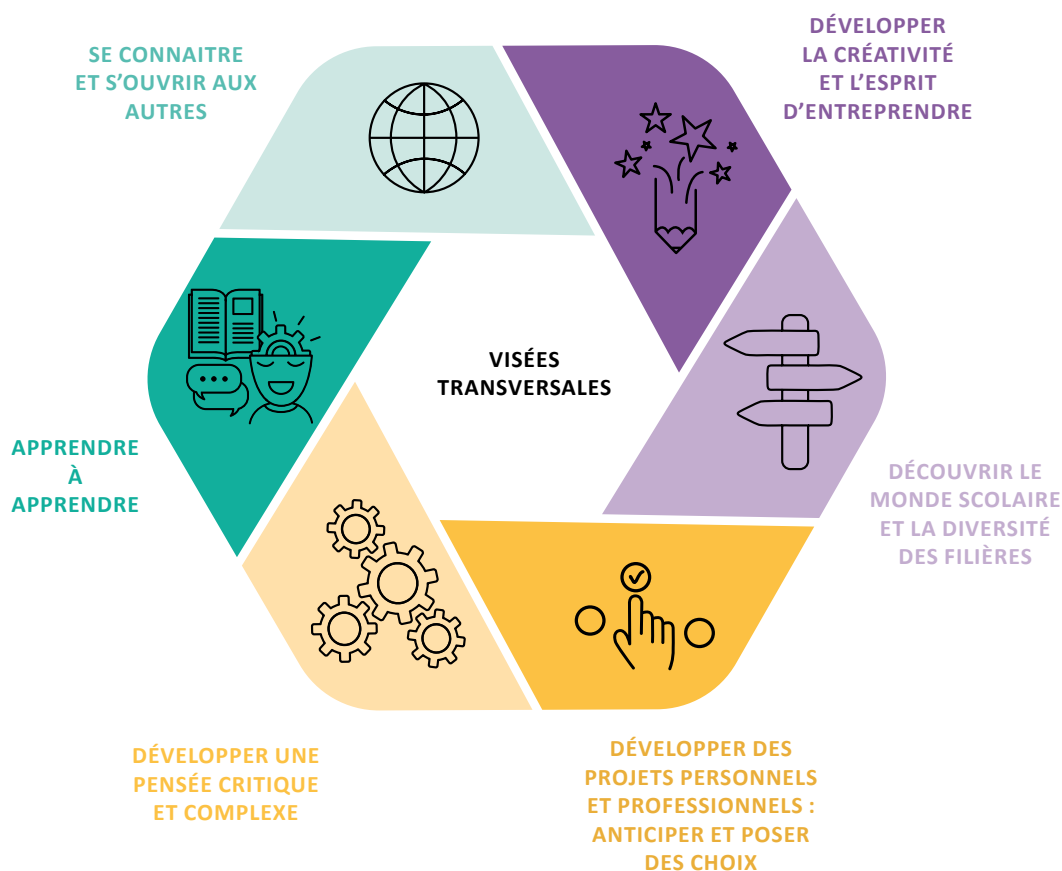 SE CONNAITRE
ET S’OUVRIR AUX
AUTRES
DÉVELOPPER
LA CRÉATIVITÉ
ET L’ESPRIT
D’ENTREPRENDRE
VISÉES
TRANSVERSALES
APPRENDRE
À
APPRENDRE
DÉCOUVRIR LE
MONDE SCOLAIRE
ET LA DIVERSITÉ
DES FILIÈRES
DÉVELOPPER UNE
PENSÉE CRITIQUE
ET COMPLEXE
DÉVELOPPER DES
PROJETS PERSONNELS
ET PROFESSIONNELS :
ANTICIPER ET POSER
DES CHOIX